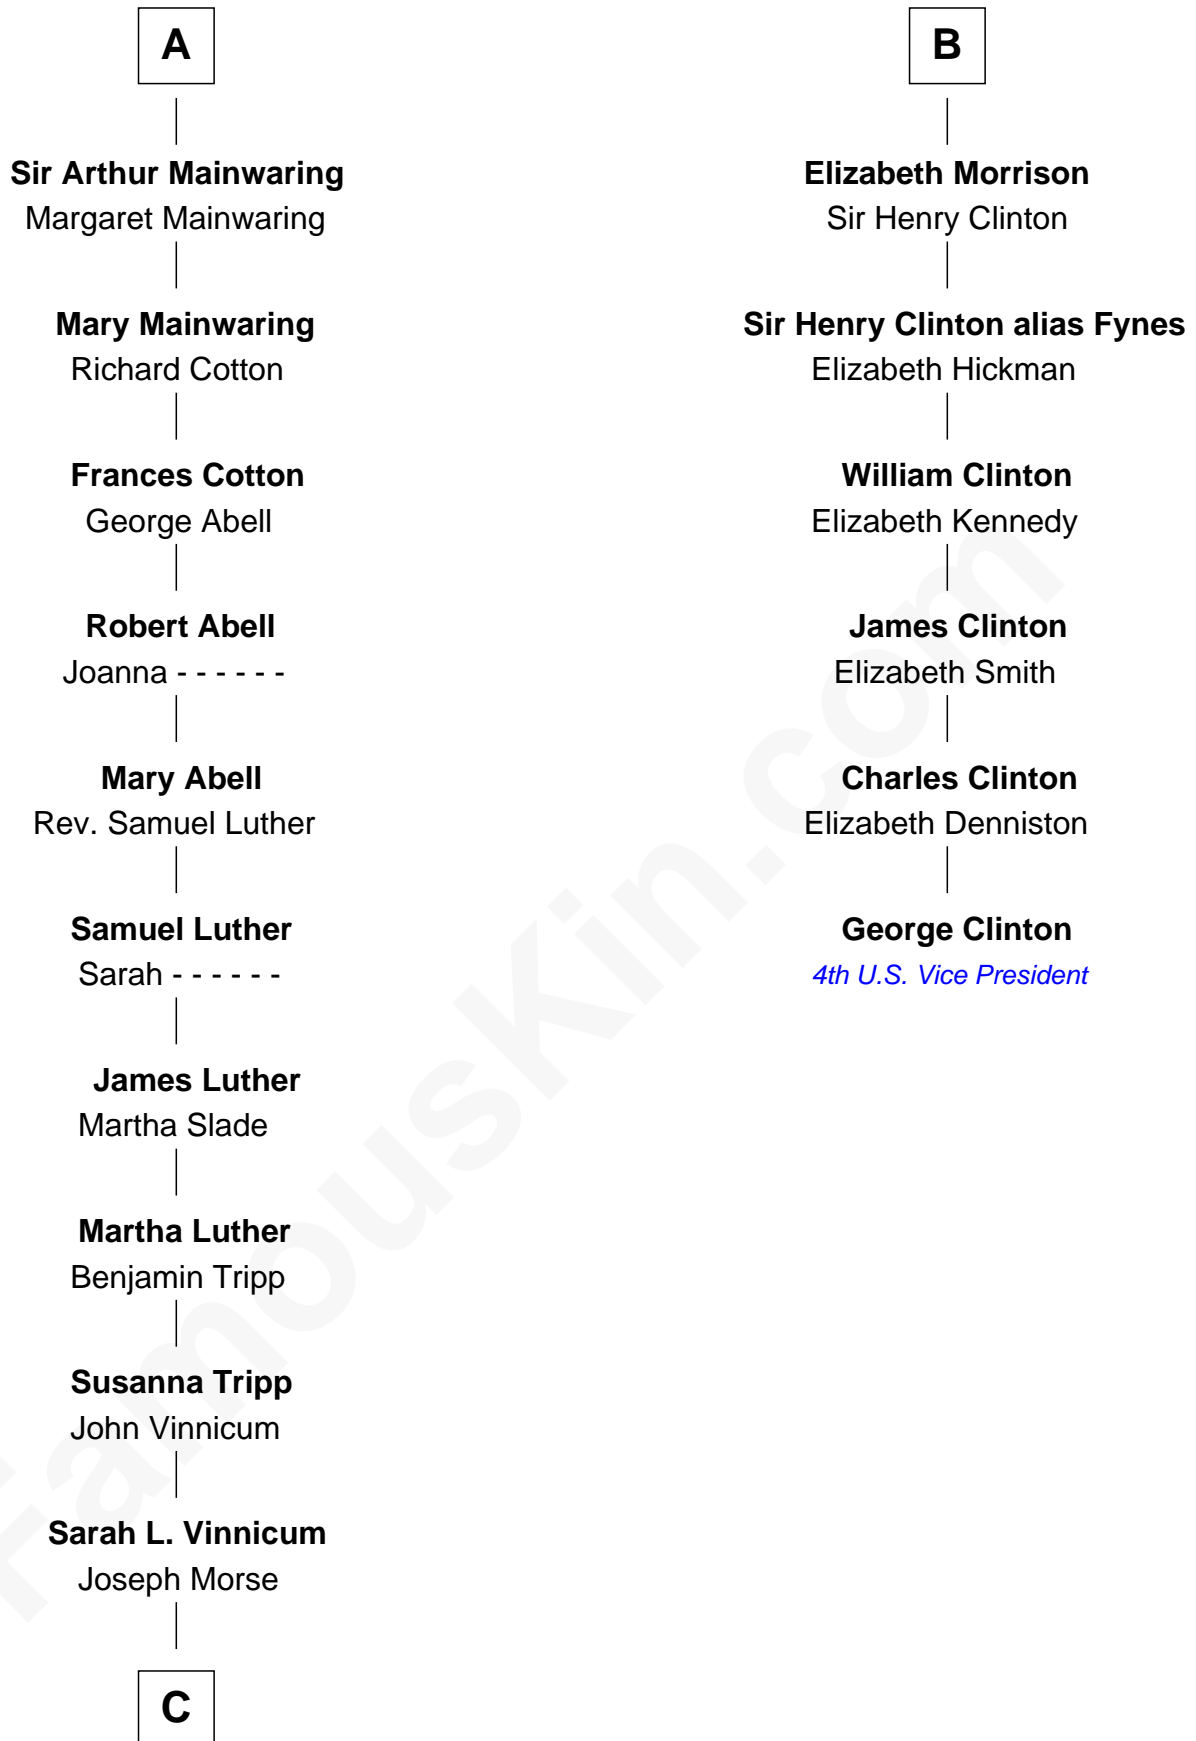 A
Sir Arthur Mainwaring
Margaret Mainwaring
Mary Mainwaring
Richard Cotton
Frances Cotton
George Abell
Robert Abell
Joanna - - - - - -
Mary Abell
Rev. Samuel Luther
Samuel Luther
Sarah - - - - - -
James Luther
Martha Slade
Martha Luther
Benjamin Tripp
Susanna Tripp
John Vinnicum
Sarah L. Vinnicum
Joseph Morse
C
B
Elizabeth Morrison
Sir Henry Clinton
Sir Henry Clinton alias Fynes
Elizabeth Hickman
William Clinton
Elizabeth Kennedy
James Clinton
Elizabeth Smith
Charles Clinton
Elizabeth Denniston
George Clinton
4th U.S. Vice President
FamousKin.com